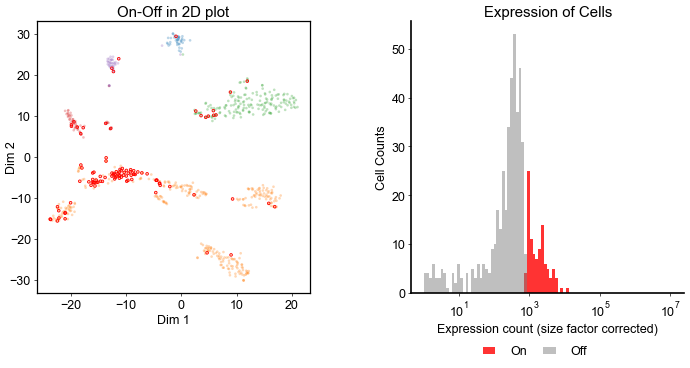 On-Off in 2D plot
30
20
10
0
−10
−20
−30
Dim 2
−20 −10 0 10 20
Dim 1
Expression of Cells
50
40
30
20
10
0
Cell Counts
10^1 10^3 10^5 10^7
Expression count (size factor corrected)
On Off